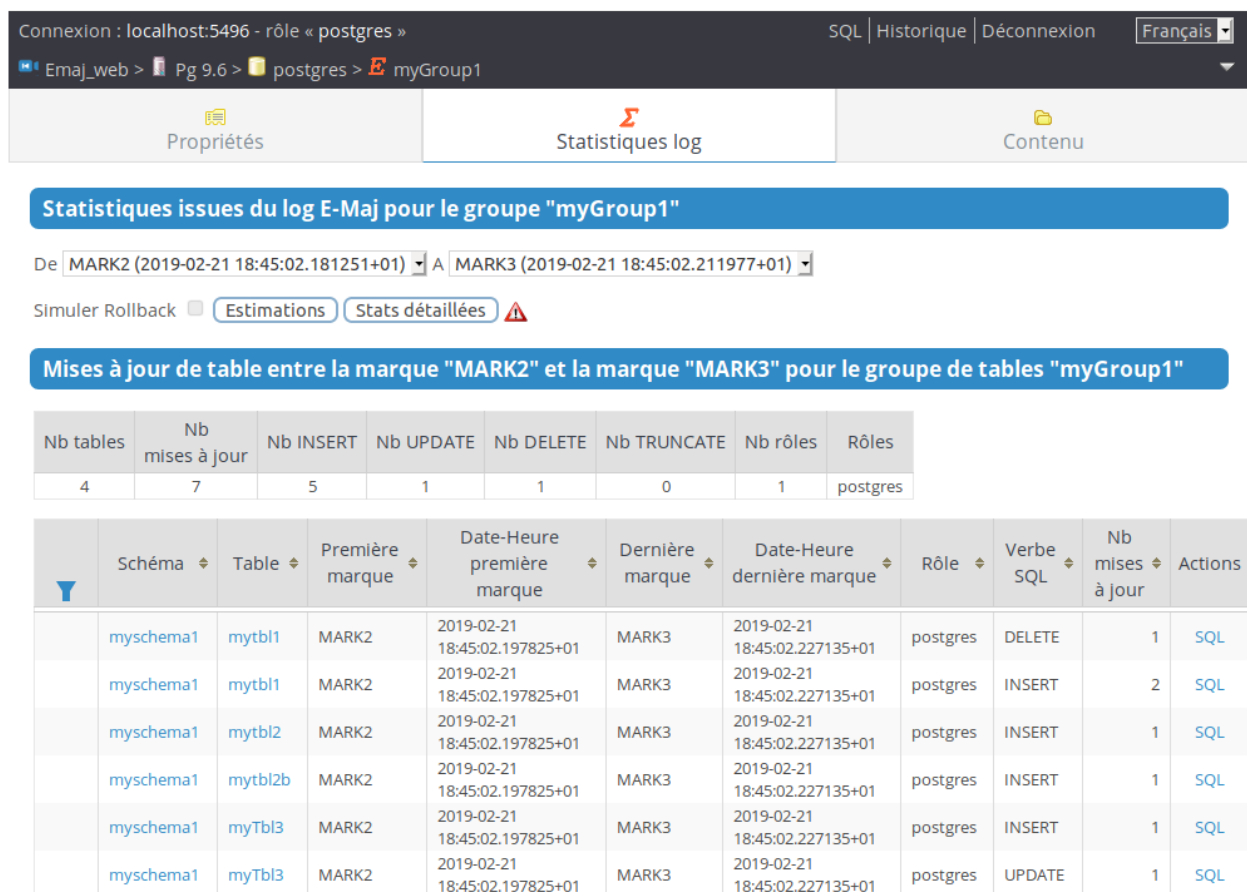 Connexion : localhost:5496 - rôle « postgres » SQL | Historique | Déconnexion Français
Emaj_web > Pg 9.6 > postgres > E myGroup1
Propriétés Statistiques log Contenu
Statistiques issues du log E-Maj pour le groupe "myGroup1"
De MARK2 (2019-02-21 18:45:02.181251+01) A MARK3 (2019-02-21 18:45:02.211977+01)
Simuler Rollback Estimations Stats détaillées
Mises à jour de table entre la marque "MARK2" et la marque "MARK3" pour le groupe de tables "myGroup1"
Nb tables Nb mises à jour Nb INSERT Nb UPDATE Nb DELETE Nb TRUNCATE Nb rôles Rôles
4 7 5 1 1 0 1 postgres
Schéma Table Première marque Date-Heure première marque Dernière marque Date-Heure dernière marque Rôle Verbe SQL Nb mises à jour Actions
myschema1 mytbl1 MARK2 2019-02-21 18:45:02.197825+01 MARK3 2019-02-21 18:45:02.227135+01 postgres DELETE 1 SQL
myschema1 mytbl1 MARK2 2019-02-21 18:45:02.197825+01 MARK3 2019-02-21 18:45:02.227135+01 postgres INSERT 2 SQL
myschema1 mytbl2 MARK2 2019-02-21 18:45:02.197825+01 MARK3 2019-02-21 18:45:02.227135+01 postgres INSERT 1 SQL
myschema1 mytbl2b MARK2 2019-02-21 18:45:02.197825+01 MARK3 2019-02-21 18:45:02.227135+01 postgres INSERT 1 SQL
myschema1 myTbl3 MARK2 2019-02-21 18:45:02.197825+01 MARK3 2019-02-21 18:45:02.227135+01 postgres INSERT 1 SQL
myschema1 myTbl3 MARK2 2019-02-21 18:45:02.197825+01 MARK3 2019-02-21 18:45:02.227135+01 postgres UPDATE 1 SQL